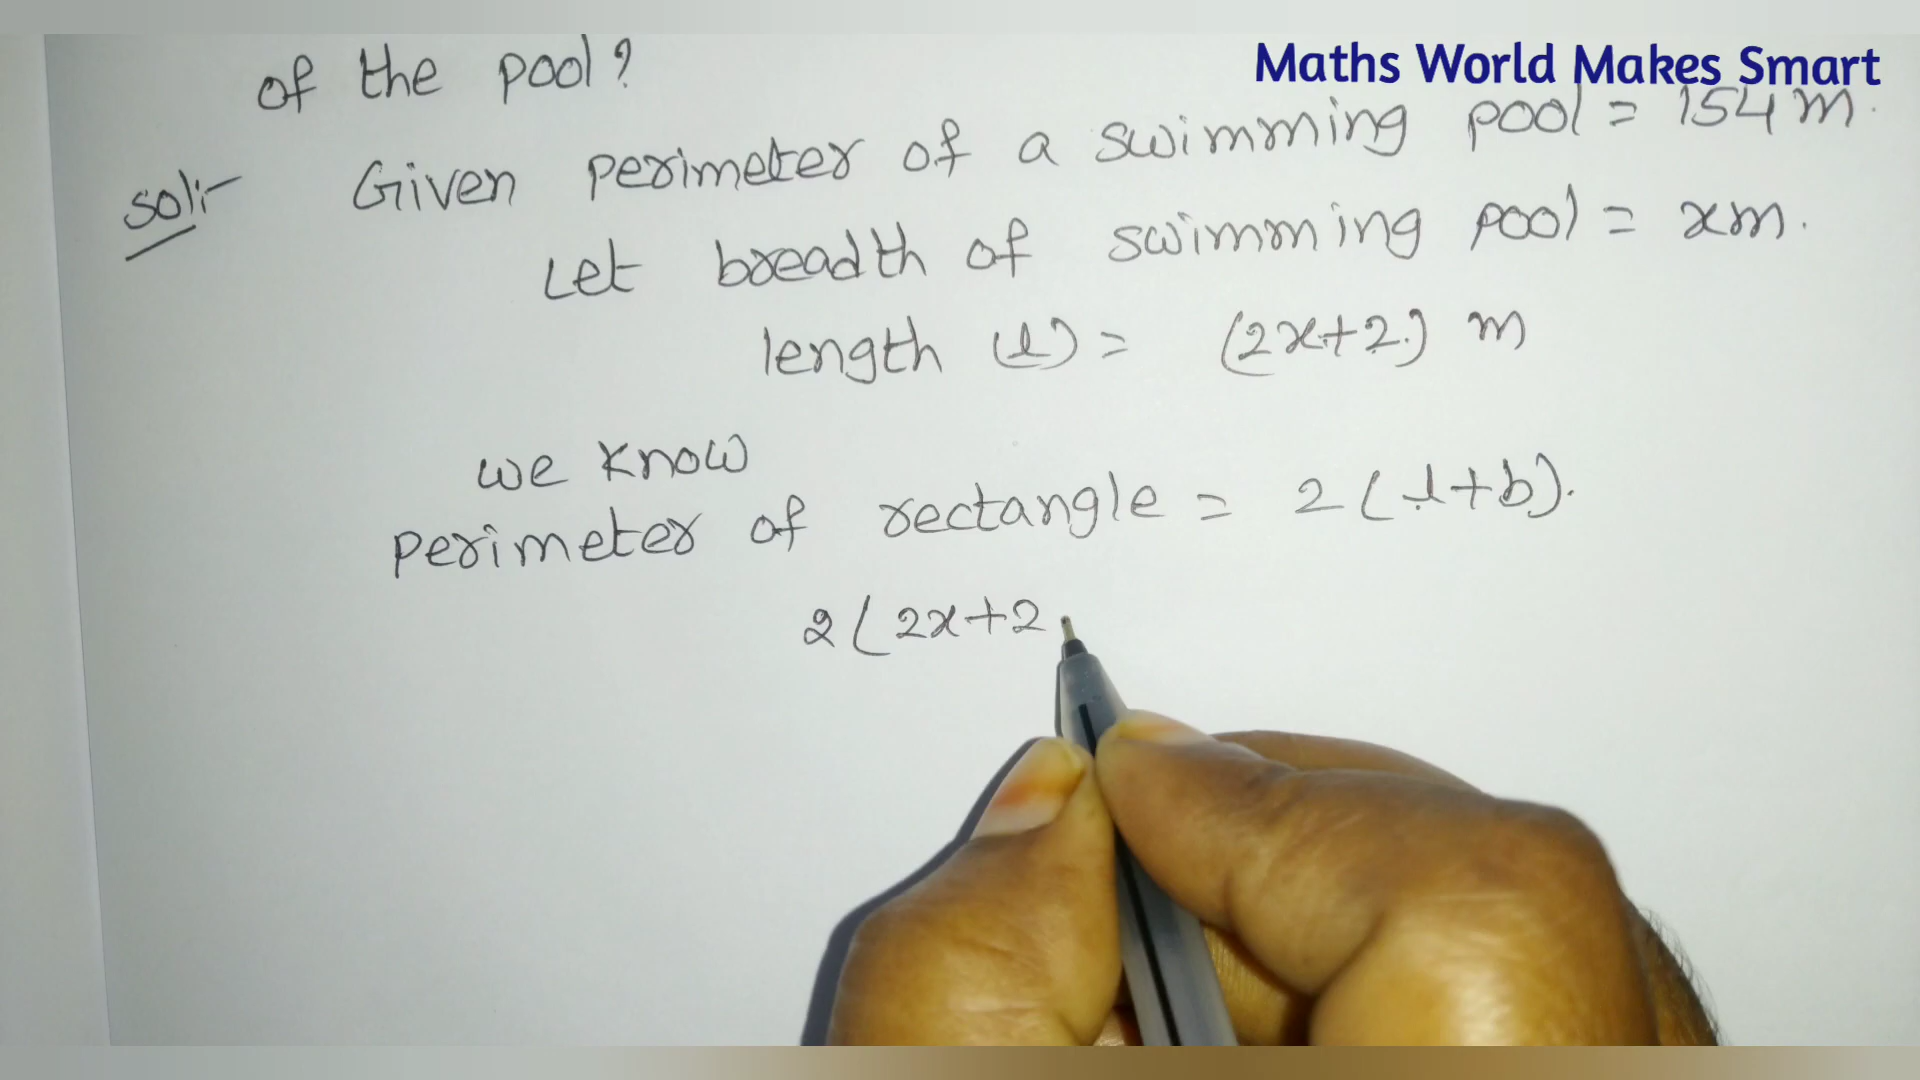 Maths World Makes Smart
of the pool?
sol:- Given perimeter of a swimming pool = 154 m.
Let breadth of swimming pool = xm.
length (l) = (2x+2) m
we know
perimeter of rectangle = 2(l+b).
2(2x+2